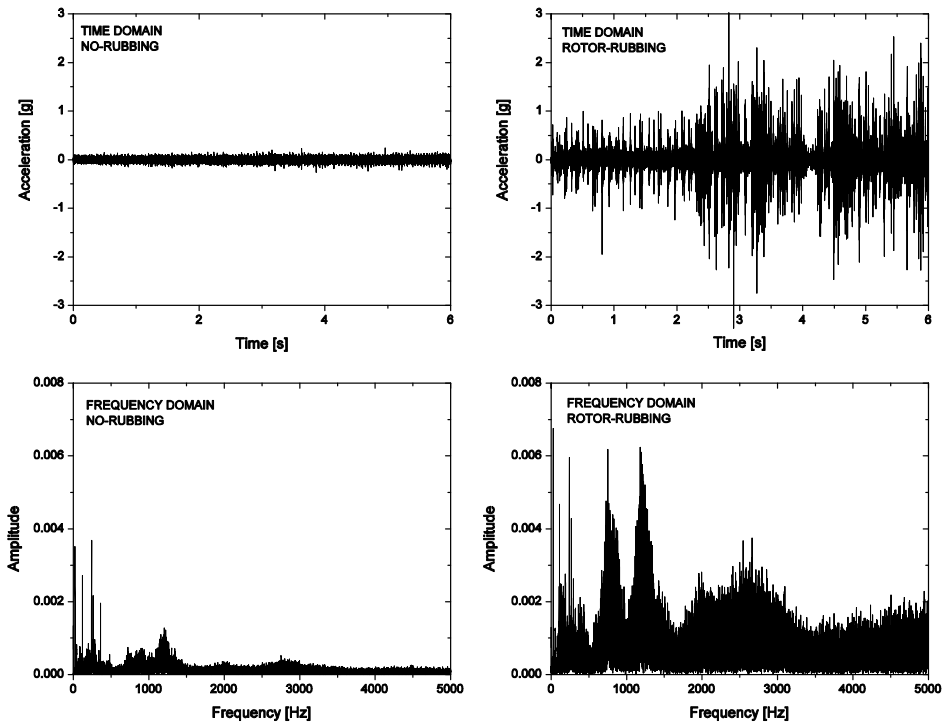 TIME DOMAIN
NO-RUBBING
3
2
1
0
-1
-2
-3
Acceleration [g]
0
2
4
6
Time [s]
TIME DOMAIN
ROTOR-RUBBING
3
2
1
0
-1
-2
-3
Acceleration [g]
0
1
2
3
4
5
6
Time [s]
FREQUENCY DOMAIN
NO-RUBBING
0.008
0.006
0.004
0.002
0.000
Amplitude
0
1000
2000
3000
4000
5000
Frequency [Hz]
FREQUENCY DOMAIN
ROTOR-RUBBING
0.008
0.006
0.004
0.002
0.000
Amplitude
0
1000
2000
3000
4000
5000
Frequency [Hz]